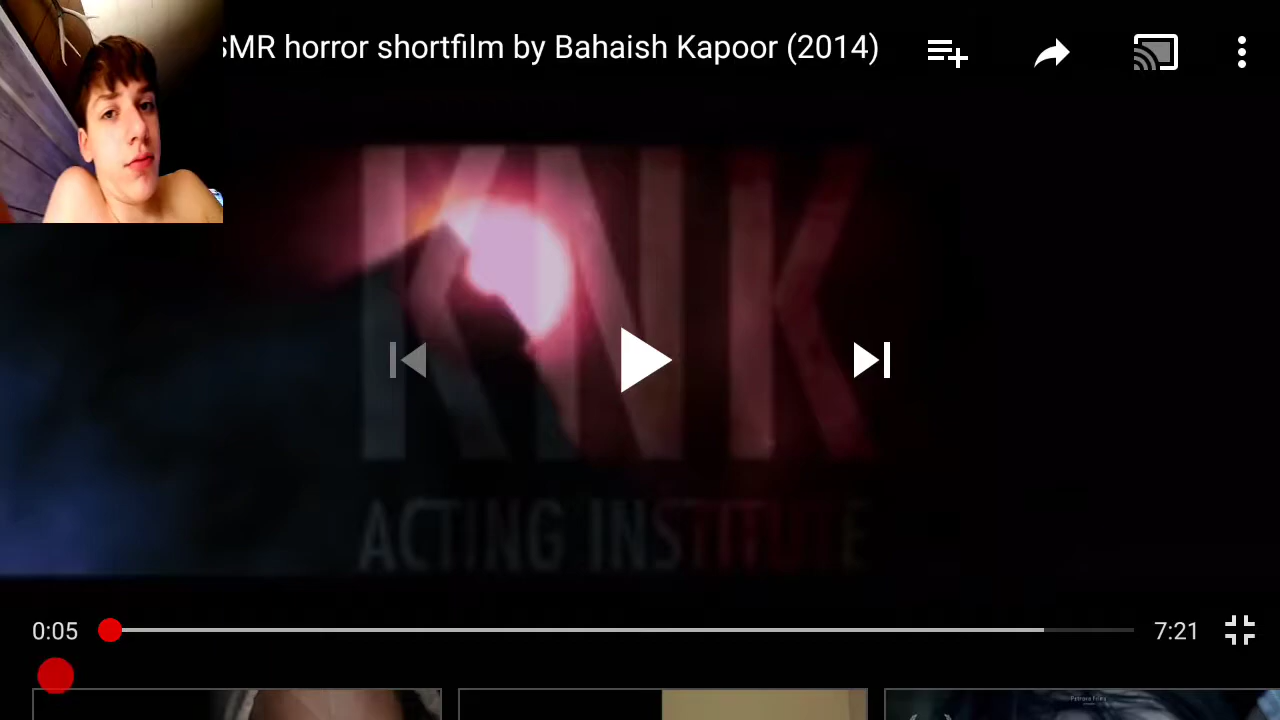 SMR horror shortfilm by Bahaish Kapoor (2014)
KNK
ACTING INSTITUTE
0:05
7:21